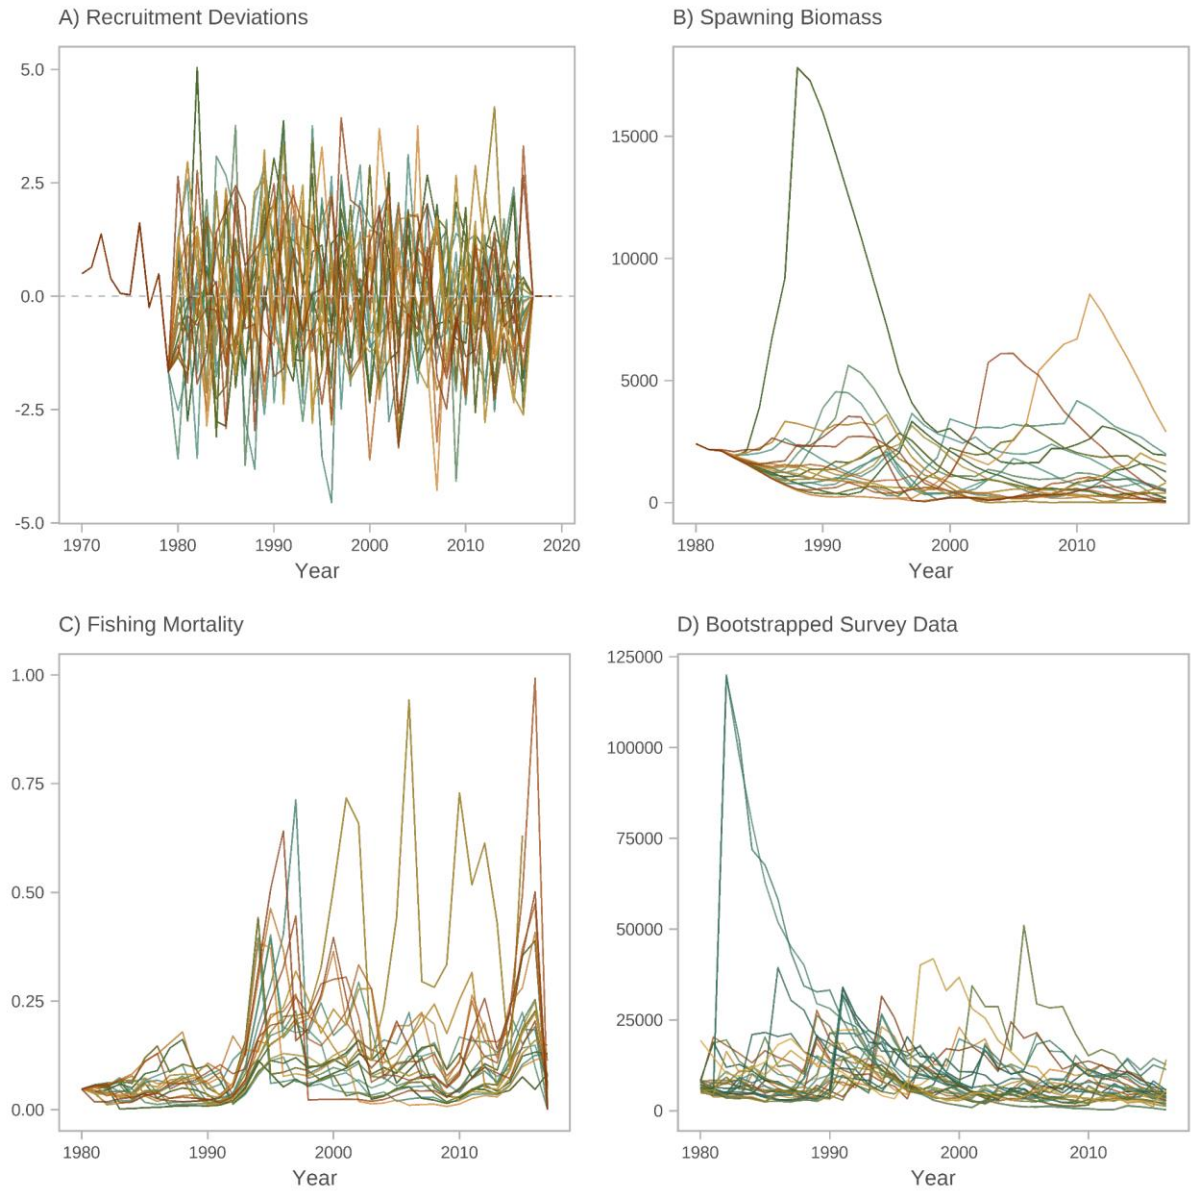 A) Recruitment Deviations
5.0
2.5
0.0
-2.5
-5.0
1970 1980 1990 2000 2010 2020
Year
B) Spawning Biomass
15000
10000
5000
0
1980 1990 2000 2010
Year
C) Fishing Mortality
1.00
0.75
0.50
0.25
0.00
1980 1990 2000 2010
Year
D) Bootstrapped Survey Data
125000
100000
75000
50000
25000
0
1980 1990 2000 2010
Year